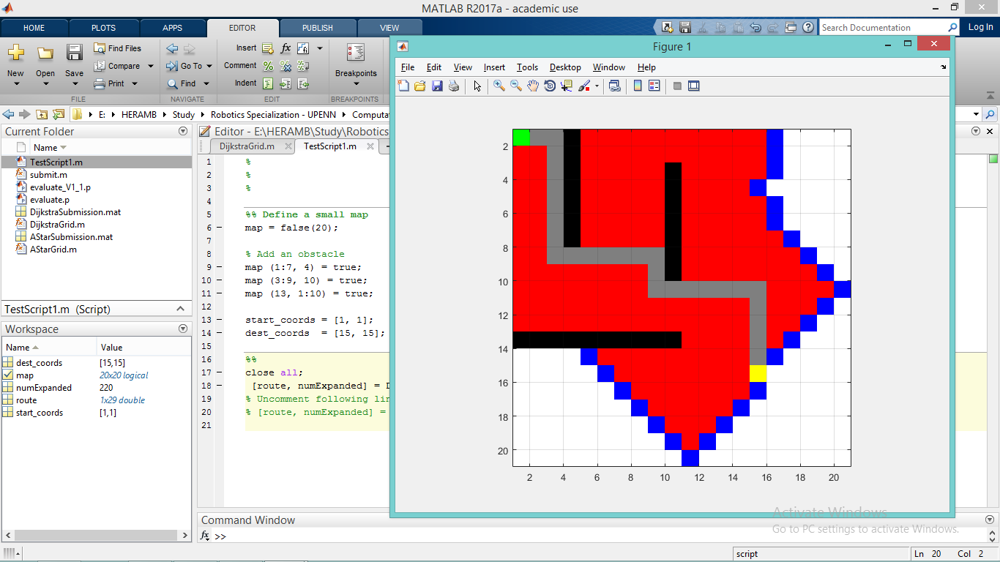 MATLAB R2017a - academic use
HOME PLOTS APPS EDITOR PUBLISH VIEW
Search Documentation Log In
New Open Save Find Files Compare Print
Go To Find
Insert fx
Comment
Indent
Breakpoints
FILE NAVIGATE EDIT BREAKPOINTS
E: HERAMB Study Robotics Specialization - UPENN Computa
Current Folder
Name
TestScript1.m
submit.m
evaluate_V1_1.p
evaluate.p
DijkstraSubmission.mat
DijkstraGrid.m
AStarSubmission.mat
AStarGrid.m
TestScript1.m (Script)
Workspace
Name Value
dest_coords [15,15]
map 20x20 logical
numExpanded 220
route 1x29 double
start_coords [1,1]
Editor - E:\HERAMB\Study\Robotics
DijkstraGrid.m TestScript1.m
1 %
2 %
3 %
4
5 %% Define a small map
6 map = false(20);
7
8 % Add an obstacle
9 map (1:7, 4) = true;
10 map (3:9, 10) = true;
11 map (13, 1:10) = true;
12
13 start_coords = [1, 1];
14 dest_coords = [15, 15];
15
16 %%
17 close all;
18 [route, numExpanded] = D
19 % Uncomment following lin
20 % [route, numExpanded] =
21
Command Window
fx >>
Figure 1
File Edit View Insert Tools Desktop Window Help
2
4
6
8
10
12
14
16
18
20
2 4 6 8 10 12 14 16 18 20
Activate Windows
Go to PC settings to activate Windows.
script Ln 20 Col 2